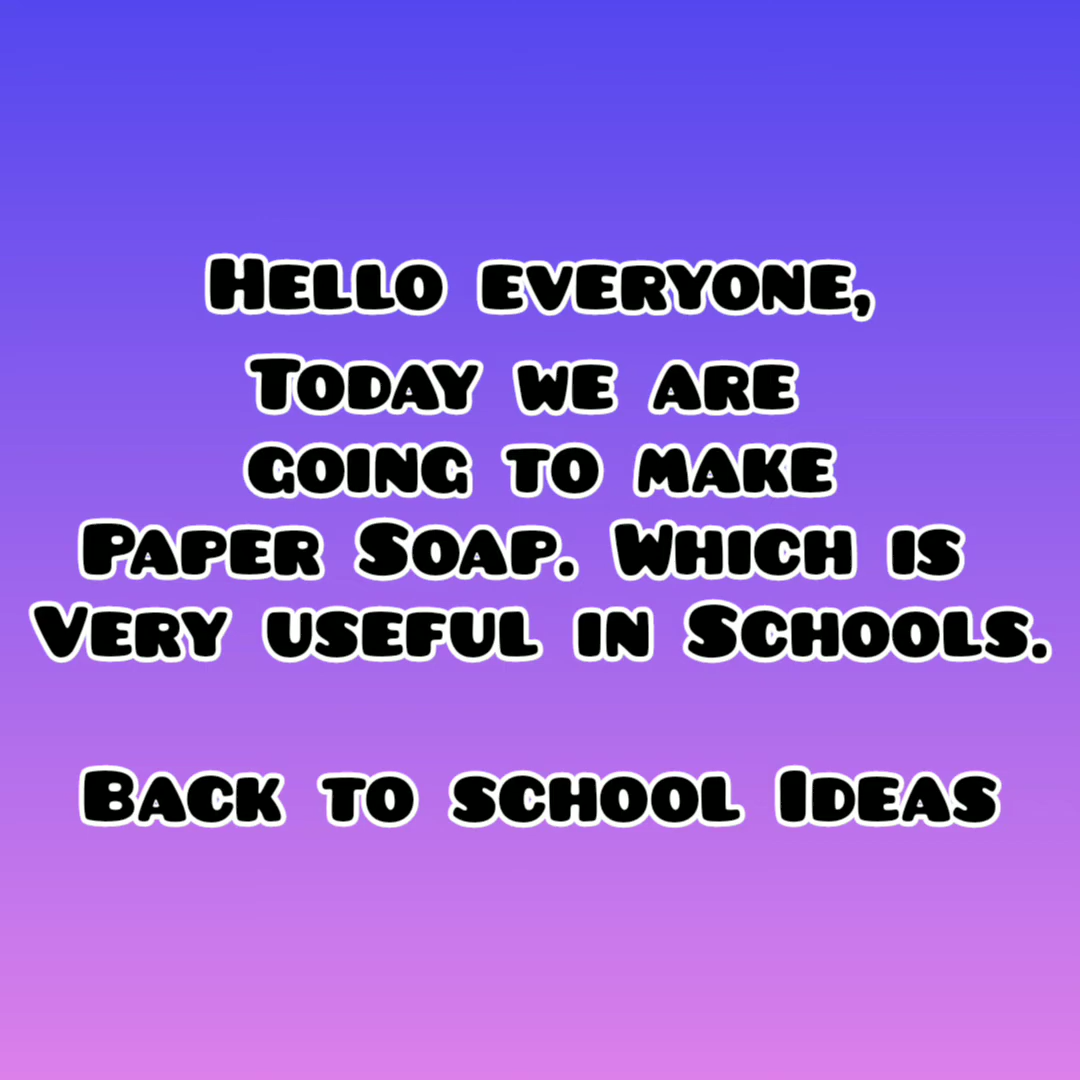 Hello everyone,
Today we are
going to make
Paper Soap. Which is
Very useful in Schools.
Back to school Ideas